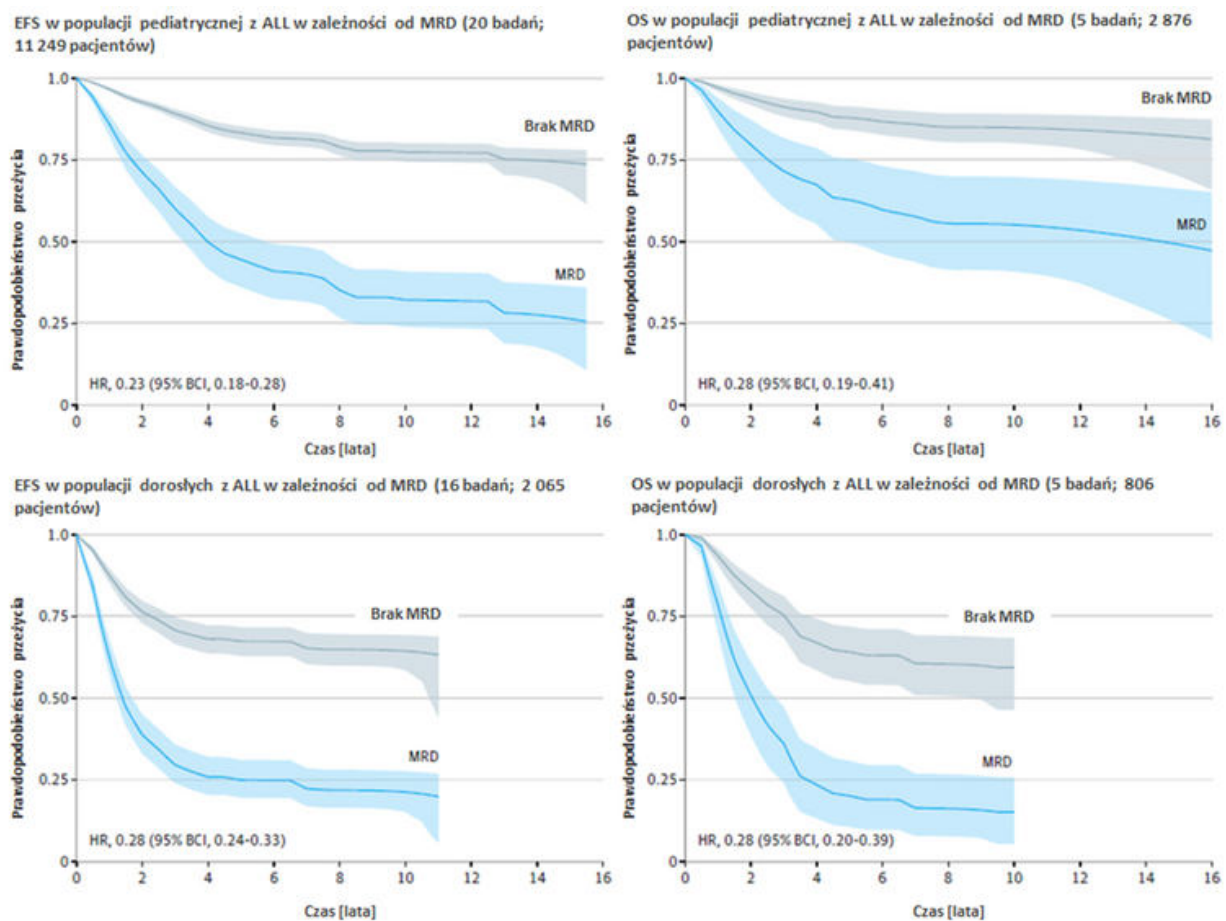 EFS w populacji pediatrycznej z ALL w zależności od MRD (20 badań;
11 249 pacjentów)
Prawdopodobieństwo przeżycia
1.0
0.75
0.50
0.25
0
Brak MRD
MRD
HR, 0.23 (95% BCI, 0.18-0.28)
0 2 4 6 8 10 12 14 16
Czas [lata]
OS w populacji pediatrycznej z ALL w zależności od MRD (5 badań; 2 876
pacjentów)
Prawdopodobieństwo przeżycia
1.0
0.75
0.50
0.25
0
Brak MRD
MRD
HR, 0.28 (95% BCI, 0.19-0.41)
0 2 4 6 8 10 12 14 16
Czas [lata]
EFS w populacji dorosłych z ALL w zależności od MRD (16 badań; 2 065
pacjentów)
Prawdopodobieństwo przeżycia
1.0
0.75
0.50
0.25
0
Brak MRD
MRD
HR, 0.28 (95% BCI, 0.24-0.33)
0 2 4 6 8 10 12 14 16
Czas [lata]
OS w populacji dorosłych z ALL w zależności od MRD (5 badań; 806
pacjentów)
Prawdopodobieństwo przeżycia
1.0
0.75
0.50
0.25
0
Brak MRD
MRD
HR, 0.28 (95% BCI, 0.20-0.39)
0 2 4 6 8 10 12 14 16
Czas [lata]